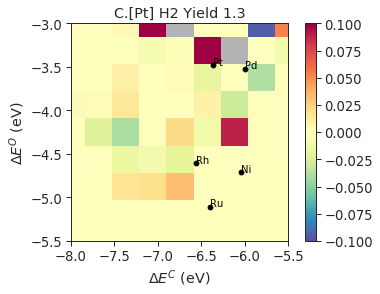 C.[Pt] H2 Yield 1.3
−3.0
−3.5
−4.0
−4.5
−5.0
−5.5
ΔE^O (eV)
Pt
Pd
Rh
Ni
Ru
−8.0 −7.5 −7.0 −6.5 −6.0 −5.5
ΔE^C (eV)
0.100
0.075
0.050
0.025
0.000
−0.025
−0.050
−0.075
−0.100